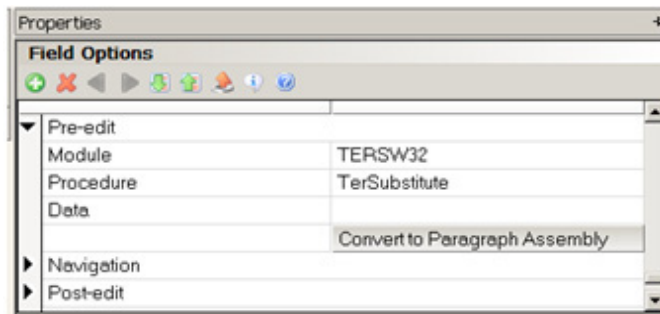 Properties
Field Options
Pre-edit
Module TERSW32
Procedure TerSubstitute
Data
Convert to Paragraph Assembly
Navigation
Post-edit